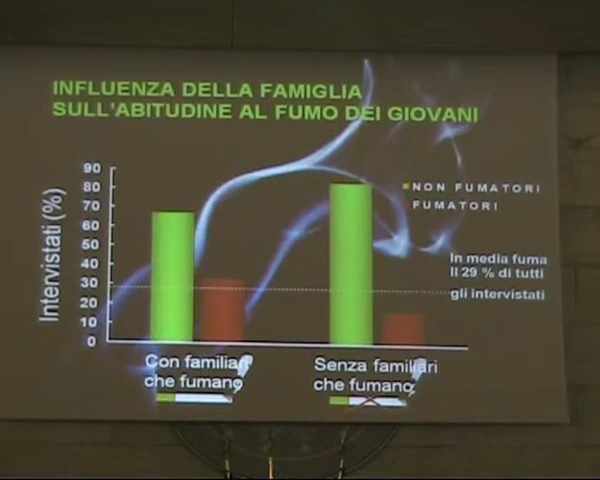 INFLUENZA DELLA FAMIGLIA
SULL'ABITUDINE AL FUMO DEI GIOVANI
Intervistati (%)
90
80
70
60
50
40
30
20
10
0
NON FUMATORI
FUMATORI
In media fuma
Il 29 % di tutti
gli intervistati
Con familiari
che fumano
Senza familiari
che fumano